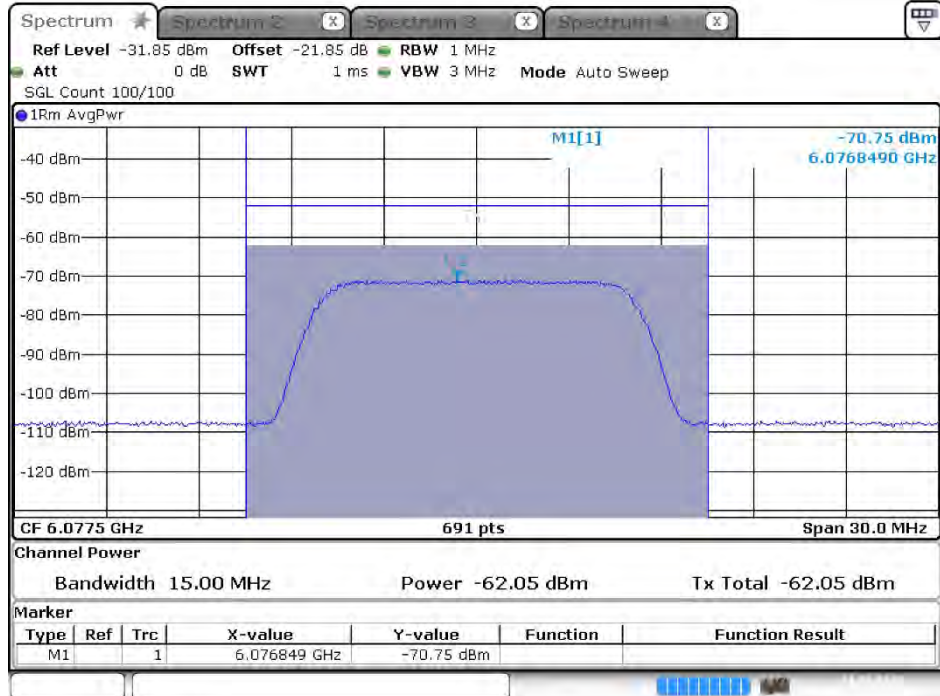 Spectrum Spectrum 2 X Spectrum 3 X Spectrum 4 X
Ref Level -31.85 dBm Offset -21.85 dB RBW 1 MHz
Att 0 dB SWT 1 ms VBW 3 MHz Mode Auto Sweep
SGL Count 100/100
1Rm AvgPwr
M1[1] -70.75 dBm
6.0768490 GHz
-40 dBm
-50 dBm
-60 dBm
-70 dBm
-80 dBm
-90 dBm
-100 dBm
-110 dBm
-120 dBm
CF 6.0775 GHz 691 pts Span 30.0 MHz
Channel Power
Bandwidth 15.00 MHz Power -62.05 dBm Tx Total -62.05 dBm
Marker
Type Ref Trc X-value Y-value Function Function Result
M1 1 6.076849 GHz -70.75 dBm